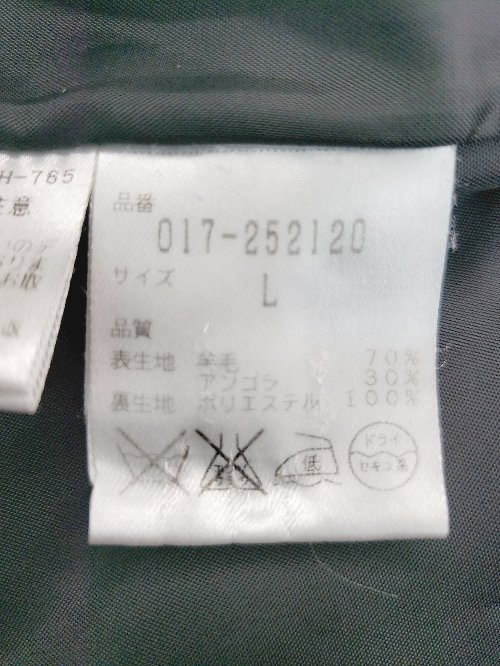 H-765
注意
品番
017-252120
サイズ
L
品質
表生地 羊毛 70%
アンゴラ 30%
裏生地 ポリエステル 100%
低
ドライ
セキユ系